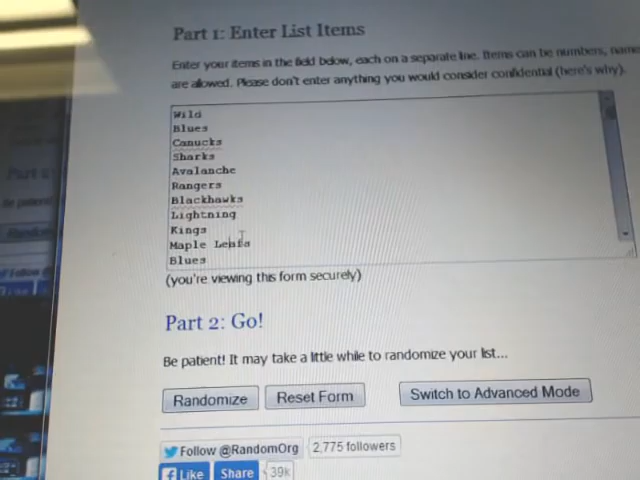 Part 1: Enter List Items
Enter your items in the field below, each on a separate line. Items can be numbers, name
are allowed. Please don't enter anything you would consider confidential (here's why).
Wild
Blues
Canucks
Sharks
Avalanche
Rangers
Blackhawks
Lightning
Kings
Maple Leafs
Blues
(you're viewing this form securely)
Part 2: Go!
Be patient! It may take a little while to randomize your list...
Randomize
Reset Form
Switch to Advanced Mode
Follow @RandomOrg
2,775 followers
Like
Share
39k